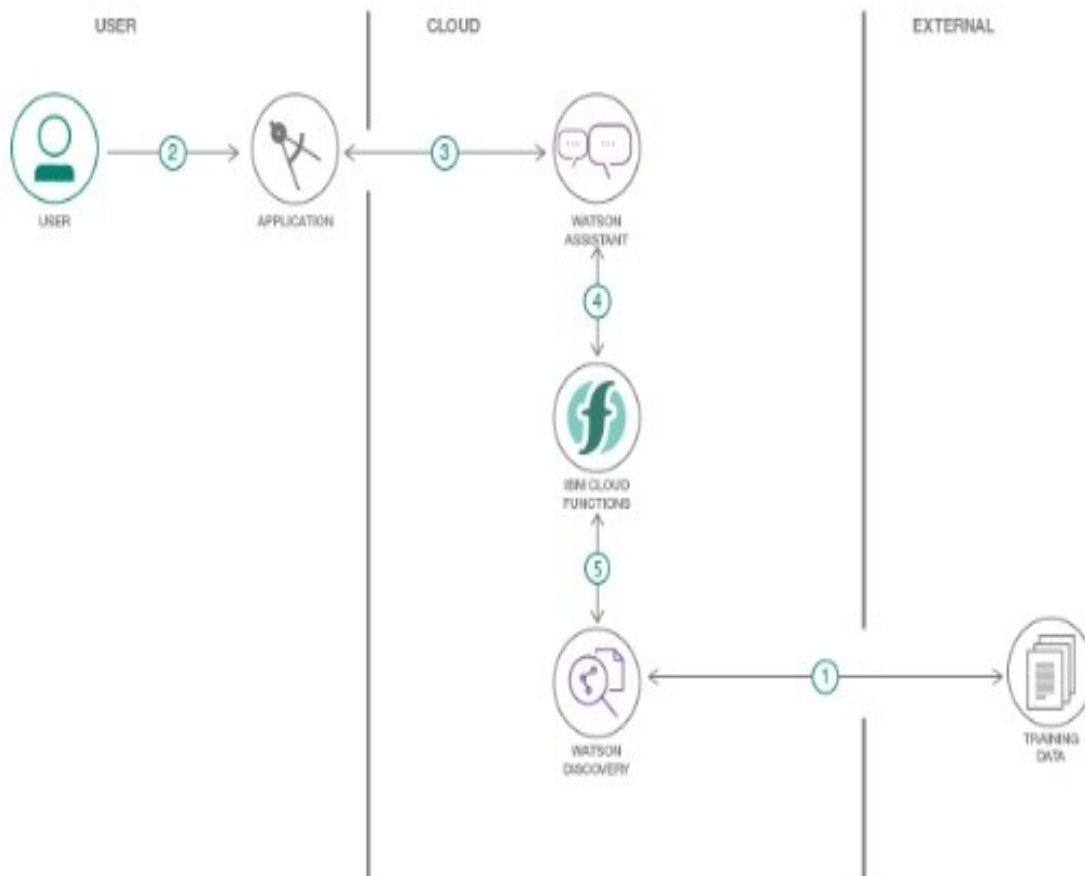 USER
CLOUD
EXTERNAL
2
3
USER
APPLICATION
WATSON
ASSISTANT
4
IBM CLOUD
FUNCTIONS
5
1
WATSON
DISCOVERY
TRAINING
DATA